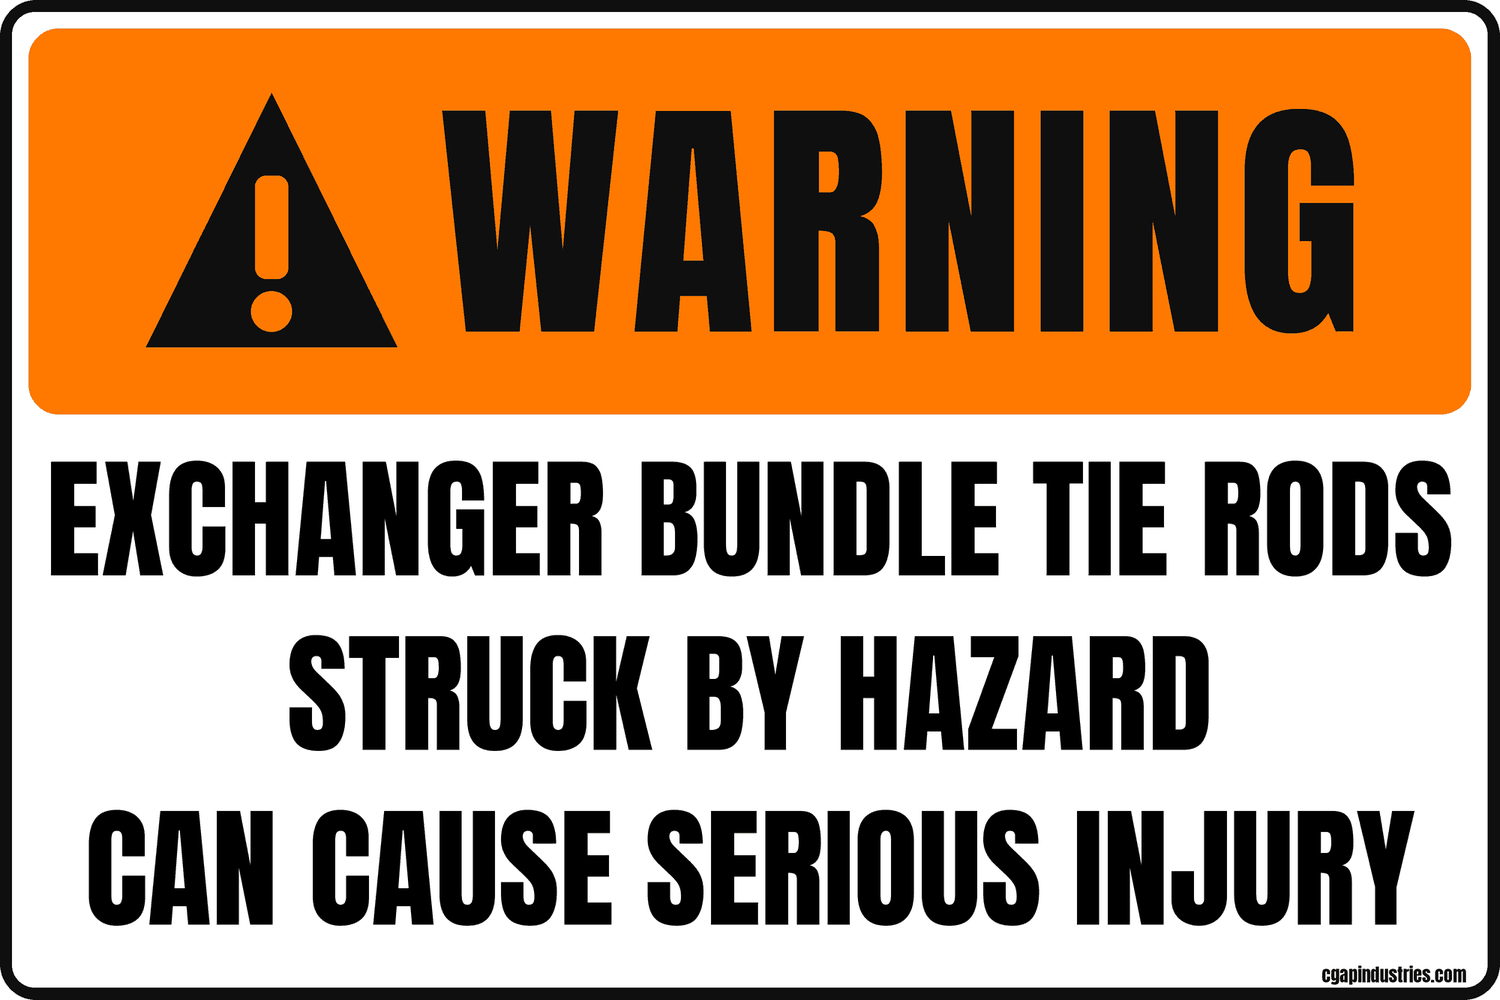 WARNING
EXCHANGER BUNDLE TIE RODS
STRUCK BY HAZARD
CAN CAUSE SERIOUS INJURY
cgapindustries.com